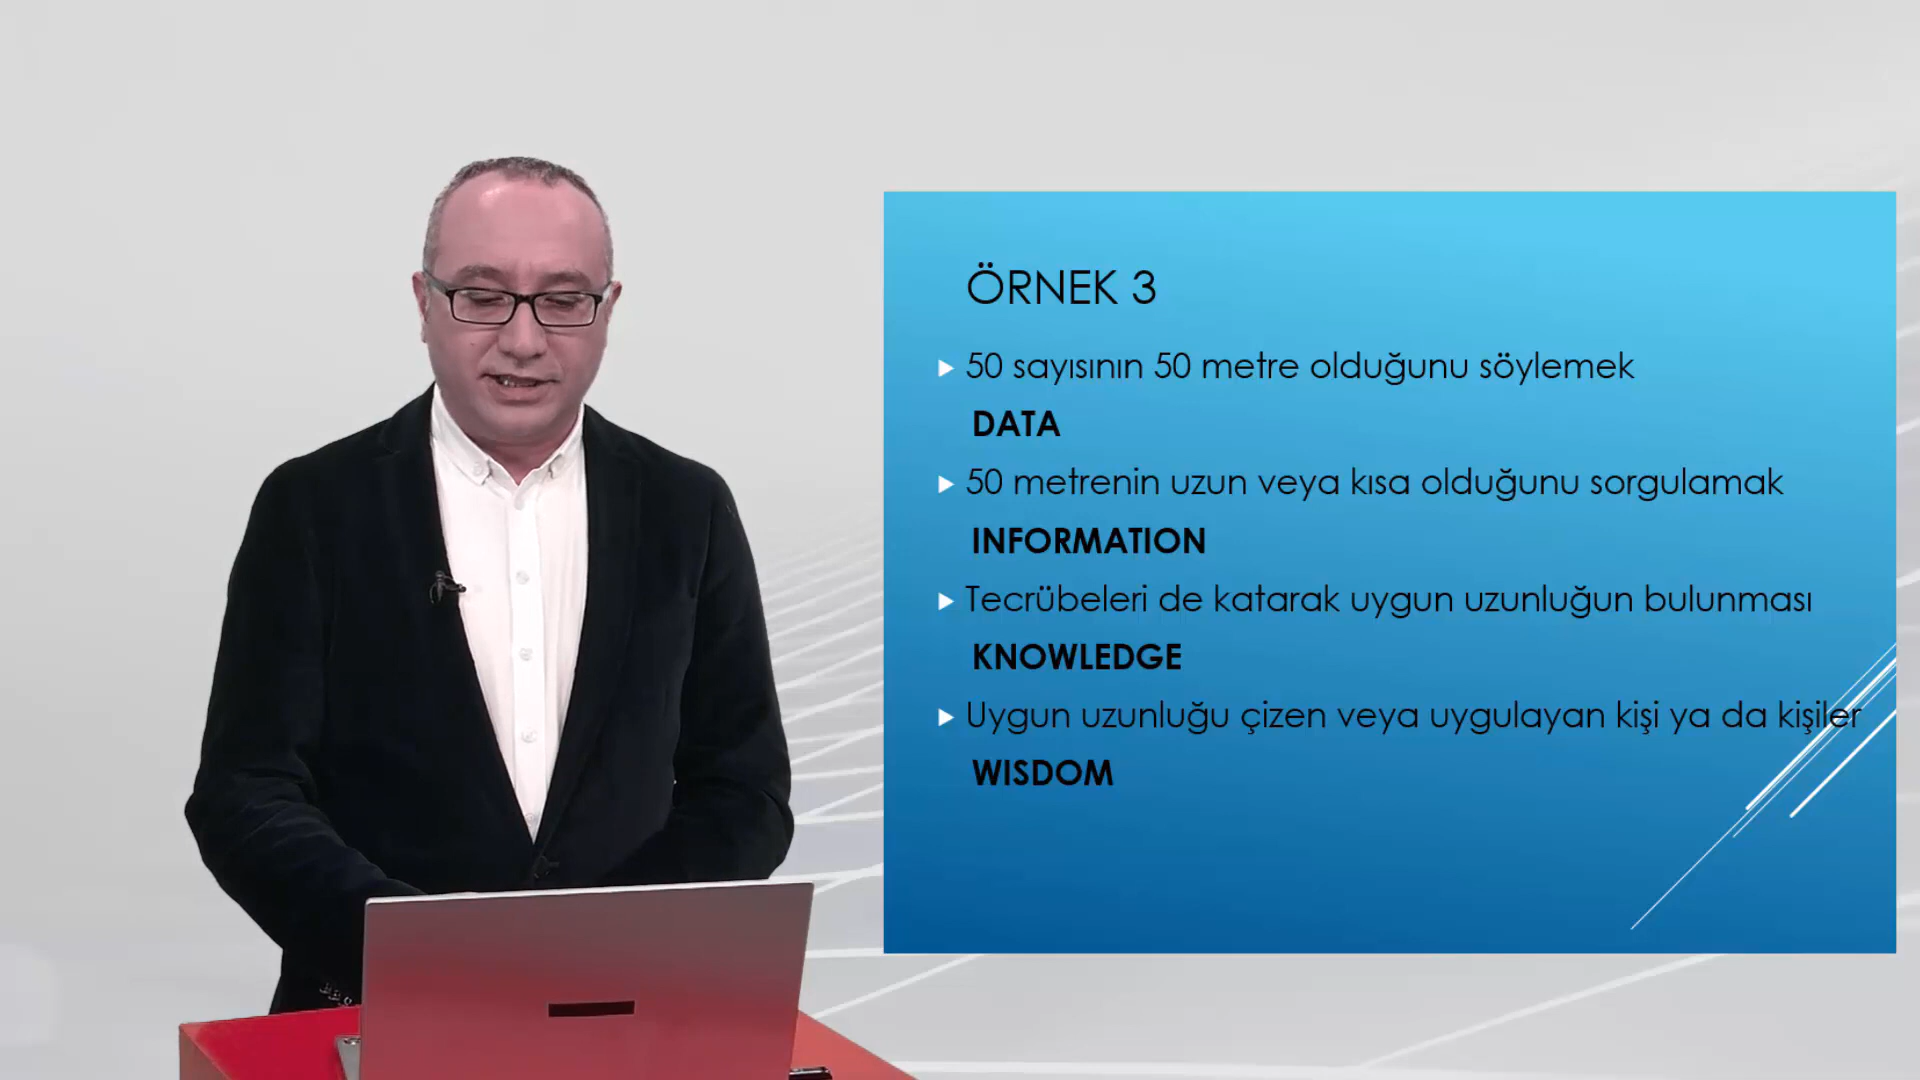 ÖRNEK 3
50 sayısının 50 metre olduğunu söylemek
DATA
50 metrenin uzun veya kısa olduğunu sorgulamak
INFORMATION
Tecrübeleri de katarak uygun uzunluğun bulunması
KNOWLEDGE
Uygun uzunluğu çizen veya uygulayan kişi ya da kişiler
WISDOM